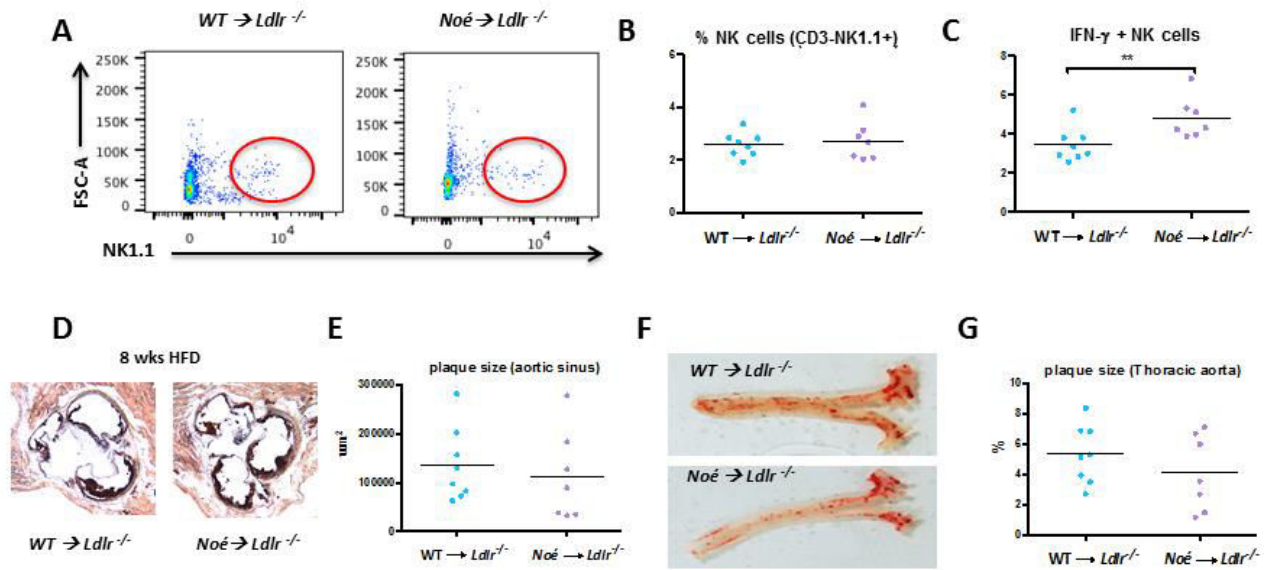 A
WT → Ldlr -/-
Noé → Ldlr -/-
250K
200K
150K
100K
50K
0
0
10^4
250K
200K
150K
100K
50K
0
0
10^4
FSC-A
NK1.1
B
% NK cells (CD3-NK1.1+)
6
4
2
0
WT → Ldlr-/-
Noé → Ldlr-/-
C
IFN-γ + NK cells
**
8
6
4
2
0
WT → Ldlr-/-
Noé → Ldlr-/-
D
8 wks HFD
WT → Ldlr -/-
Noé → Ldlr -/-
E
plaque size (aortic sinus)
um²
300000
200000
100000
0
WT → Ldlr-/-
Noé → Ldlr-/-
F
WT → Ldlr -/-
Noé → Ldlr -/-
G
plaque size (Thoracic aorta)
%
10
8
6
4
2
0
WT → Ldlr-/-
Noé → Ldlr-/-